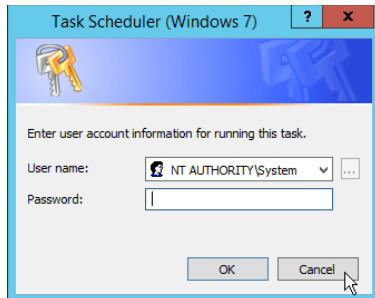 Task Scheduler (Windows 7)
? x
Enter user account information for running this task.
User name: NT AUTHORITY\System ...
Password:
OK Cancel